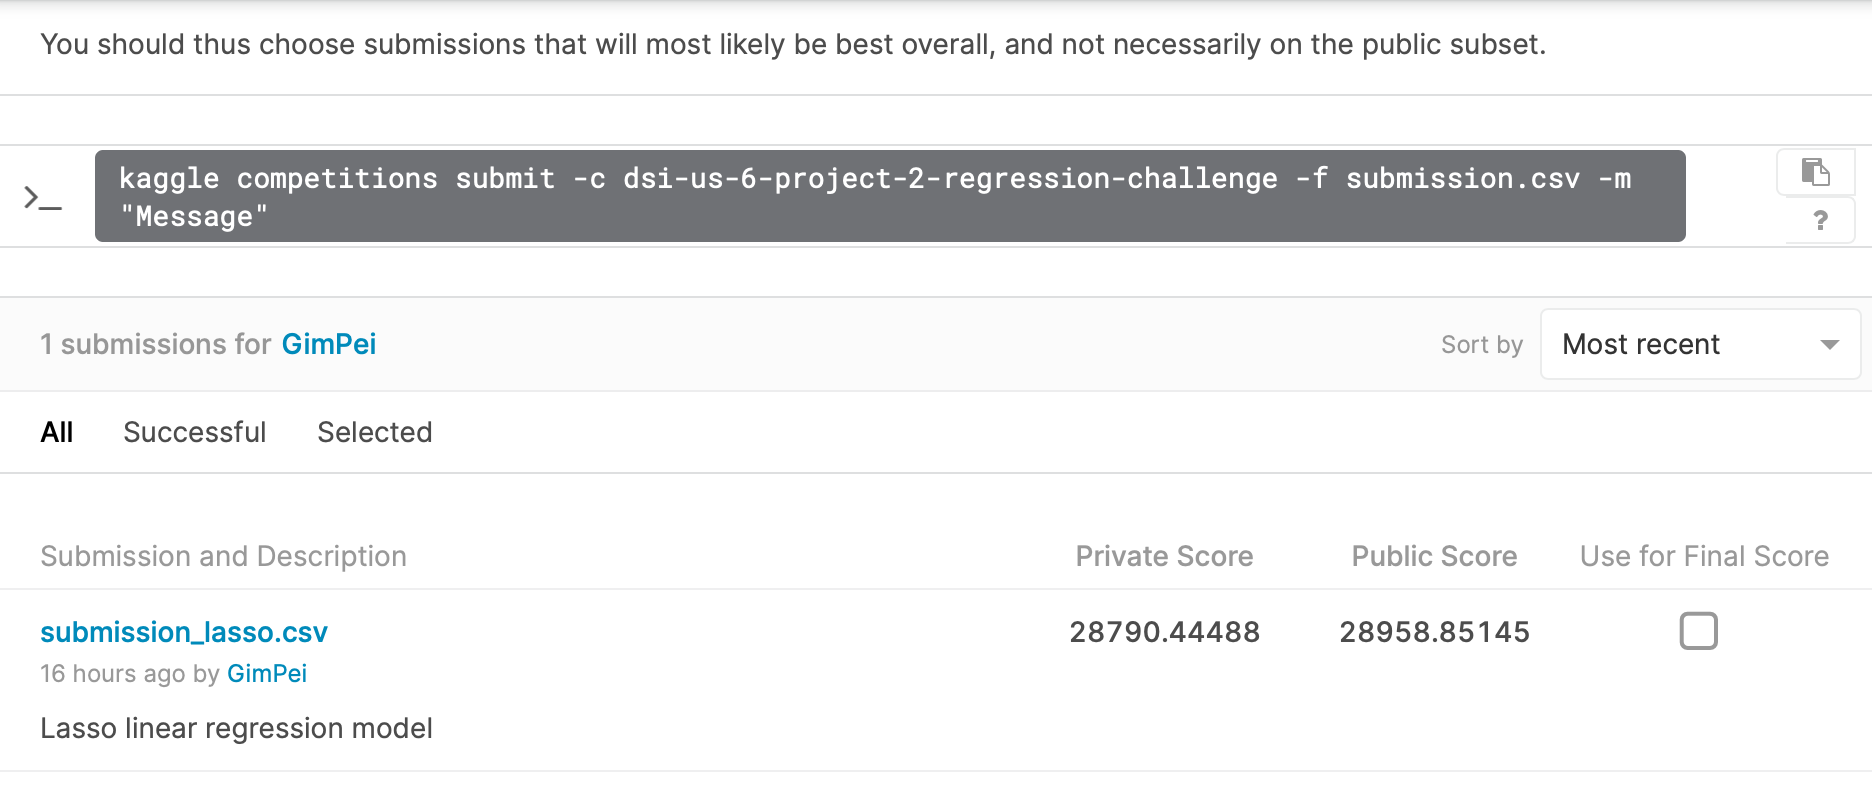 You should thus choose submissions that will most likely be best overall, and not necessarily on the public subset.
>_
kaggle competitions submit -c dsi-us-6-project-2-regression-challenge -f submission.csv -m
"Message"
?
1 submissions for GimPei
Sort by Most recent
All Successful Selected
Submission and Description Private Score Public Score Use for Final Score
submission_lasso.csv 28790.44488 28958.85145
16 hours ago by GimPei
Lasso linear regression model